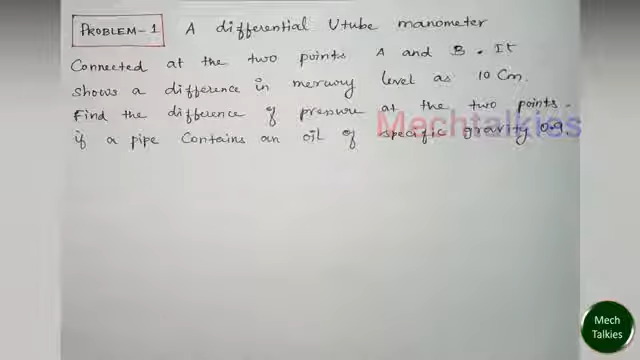 PROBLEM-1 A differential Utube manometer
Connected at the two points A and B. It
shows a difference in mercury level as 10 Cm.
Find the difference of pressure at the two points.
if a pipe Contains an oil of specific gravity 0.9.
Mechtalkies
Mech
Talkies